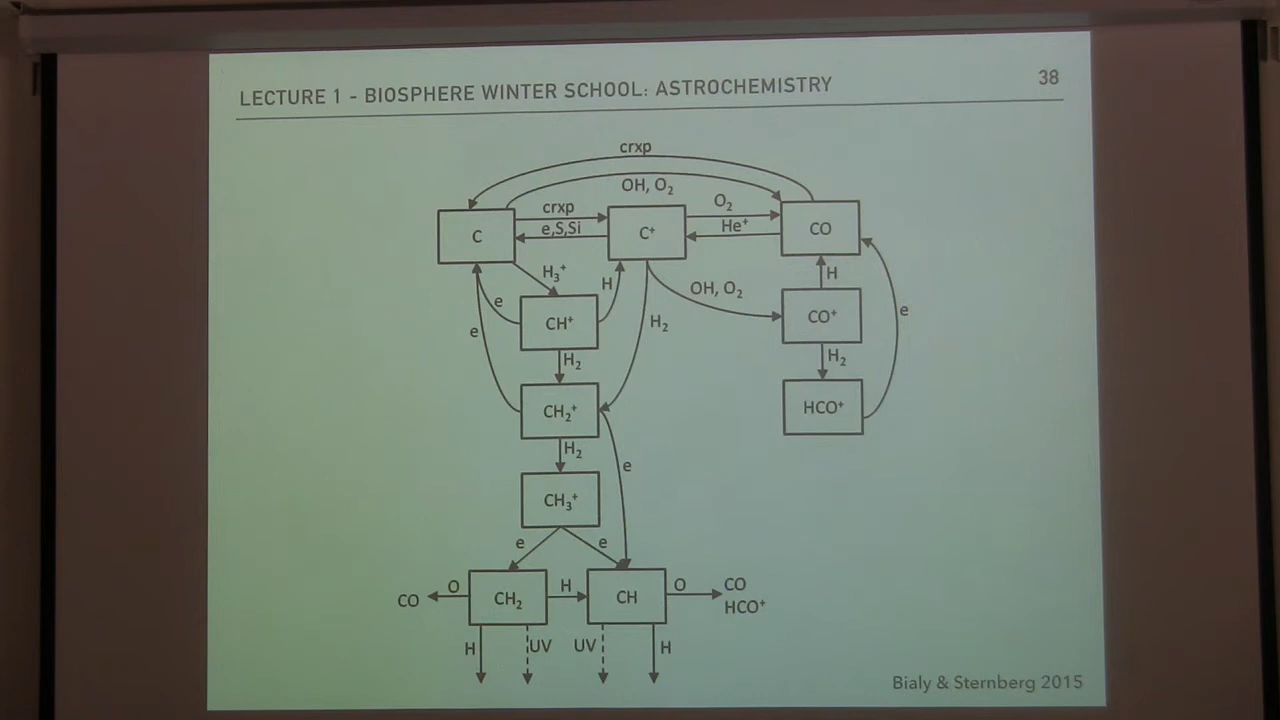 LECTURE 1 - BIOSPHERE WINTER SCHOOL: ASTROCHEMISTRY
38
crxp
OH, O₂
crxp
O₂
C
e,S,Si
C⁺
He⁺
CO
H₃⁺
H
H
e
OH, O₂
CH⁺
CO⁺
e
e
H₂
H₂
H₂
CH₂⁺
HCO⁺
H₂
e
CH₃⁺
e
e
CO
O
CH₂
H
CH
O
CO
HCO⁺
H
UV
UV
H
Bialy & Sternberg 2015